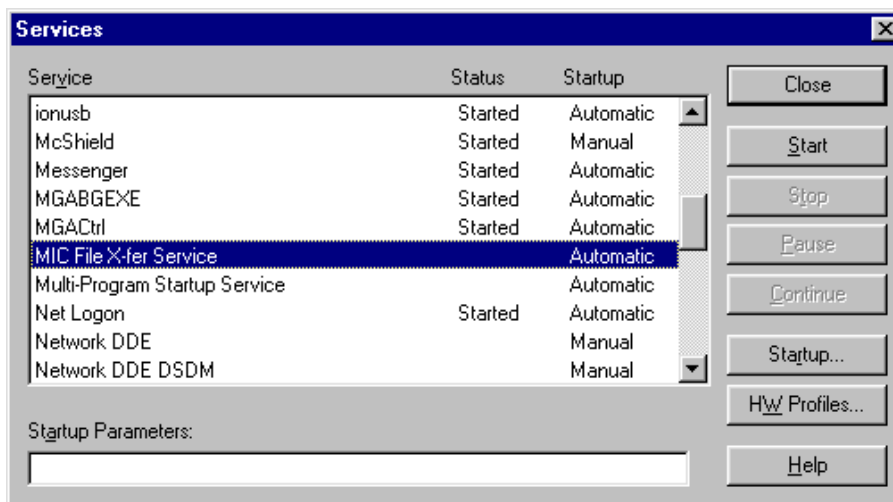 Services
Service Status Startup
ionusb Started Automatic
McShield Started Manual
Messenger Started Automatic
MGABGEXE Started Automatic
MGACtrl Started Automatic
MIC File X-fer Service Automatic
Multi-Program Startup Service Automatic
Net Logon Started Automatic
Network DDE Manual
Network DDE DSDM Manual
Startup Parameters:
Close
Start
Stop
Pause
Continue
Startup...
HW Profiles...
Help